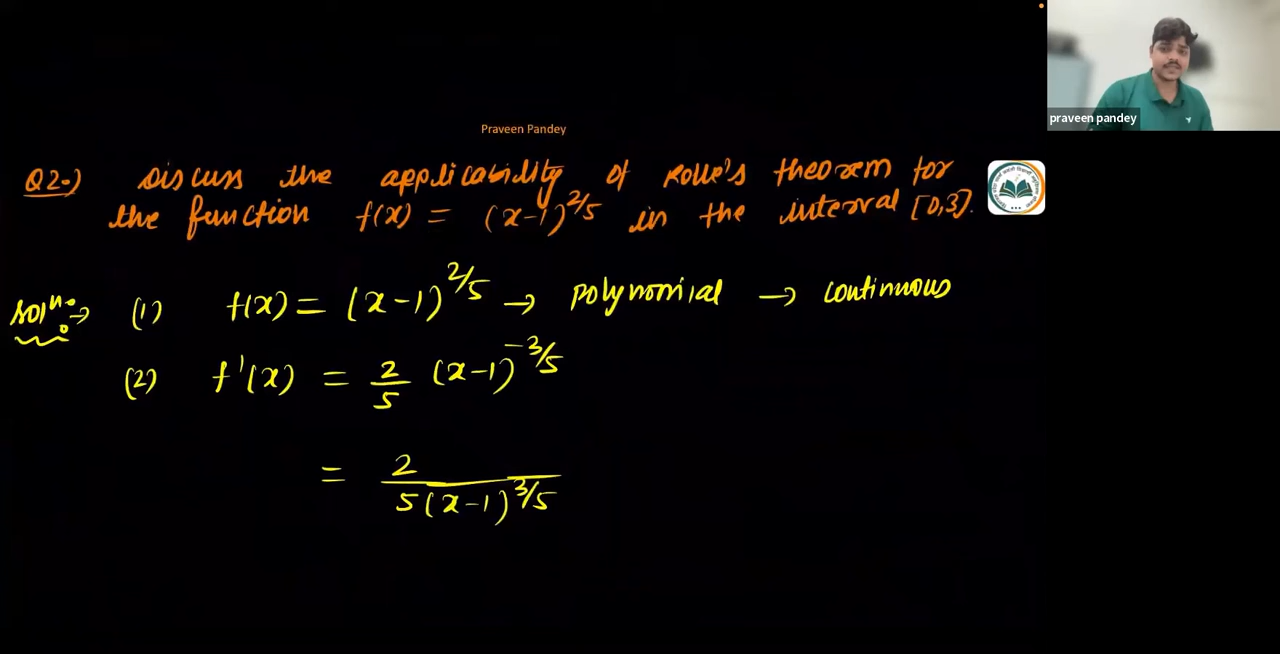 praveen pandey
Praveen Pandey
Q20) Discuss the applicability of Rolle's theorem for
the function f(x) = (x-1)^2/5 in the interval [0,3].
Solⁿ. → (1) f(x) = (x-1)^2/5 → polynomial → continuous
(2) f'(x) = 2/5 (x-1)^-3/5
= 2/5(x-1)^3/5